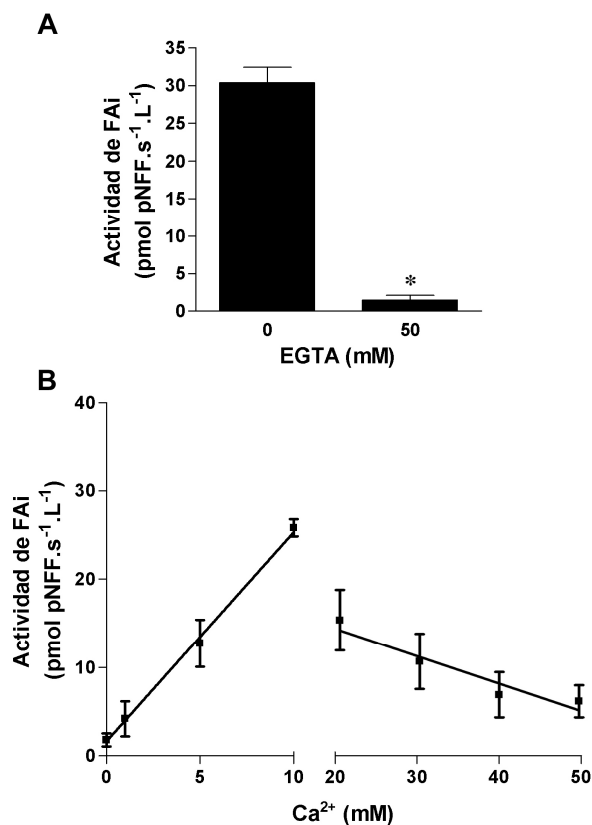 A
Actividad de FAi
(pmol pNFF.s⁻¹.L⁻¹)
35
30
25
20
15
10
5
0
*
0 50
EGTA (mM)
B
Actividad de FAi
(pmol pNFF.s⁻¹.L⁻¹)
40
30
20
10
0
0 5 10 20 30 40 50
Ca²⁺ (mM)